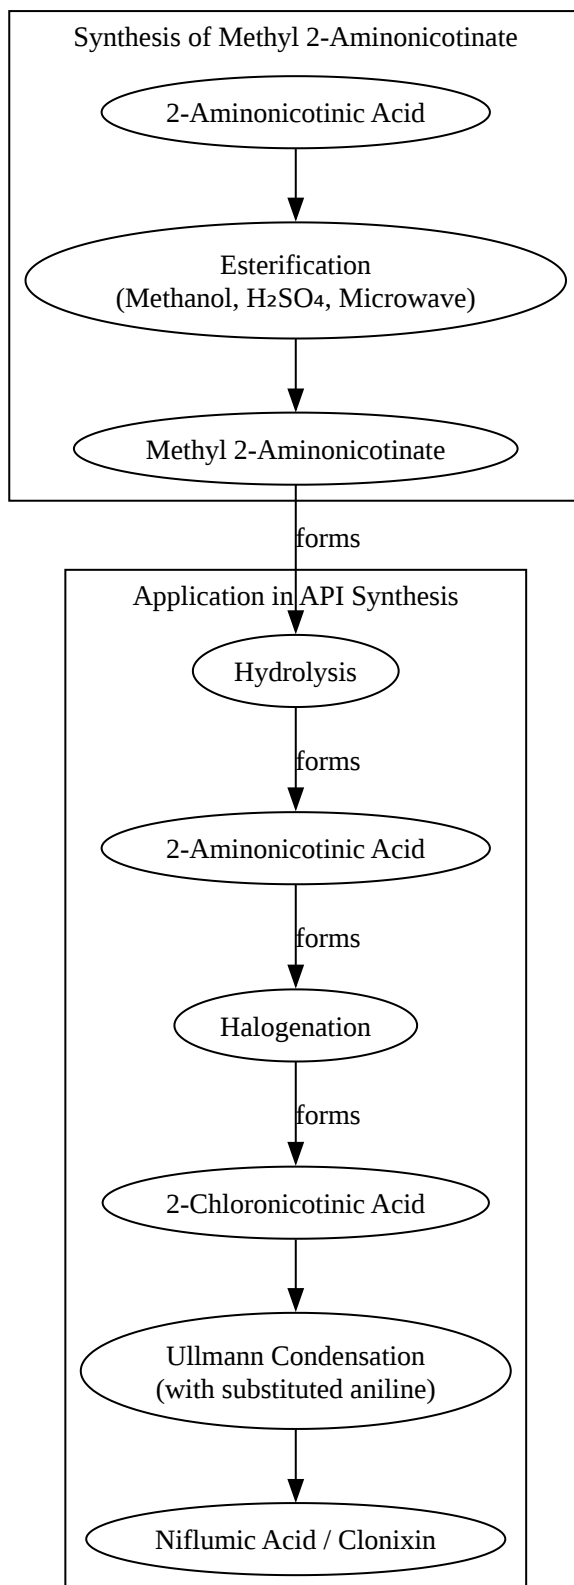 Synthesis of Methyl 2-Aminonicotinate
2-Aminonicotinic Acid
Esterification
(Methanol, H₂SO₄, Microwave)
Methyl 2-Aminonicotinate
forms
Application in API Synthesis
Hydrolysis
forms
2-Aminonicotinic Acid
forms
Halogenation
forms
2-Chloronicotinic Acid
Ullmann Condensation
(with substituted aniline)
Niflumic Acid / Clonixin